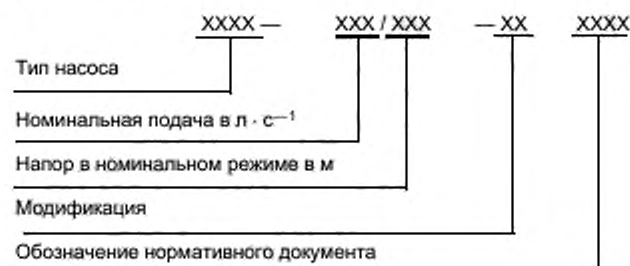 XXXX — XXX / XXX — XX XXXX
Тип насоса
Номинальная подача в л · с—1
Напор в номинальном режиме в м
Модификация
Обозначение нормативного документа